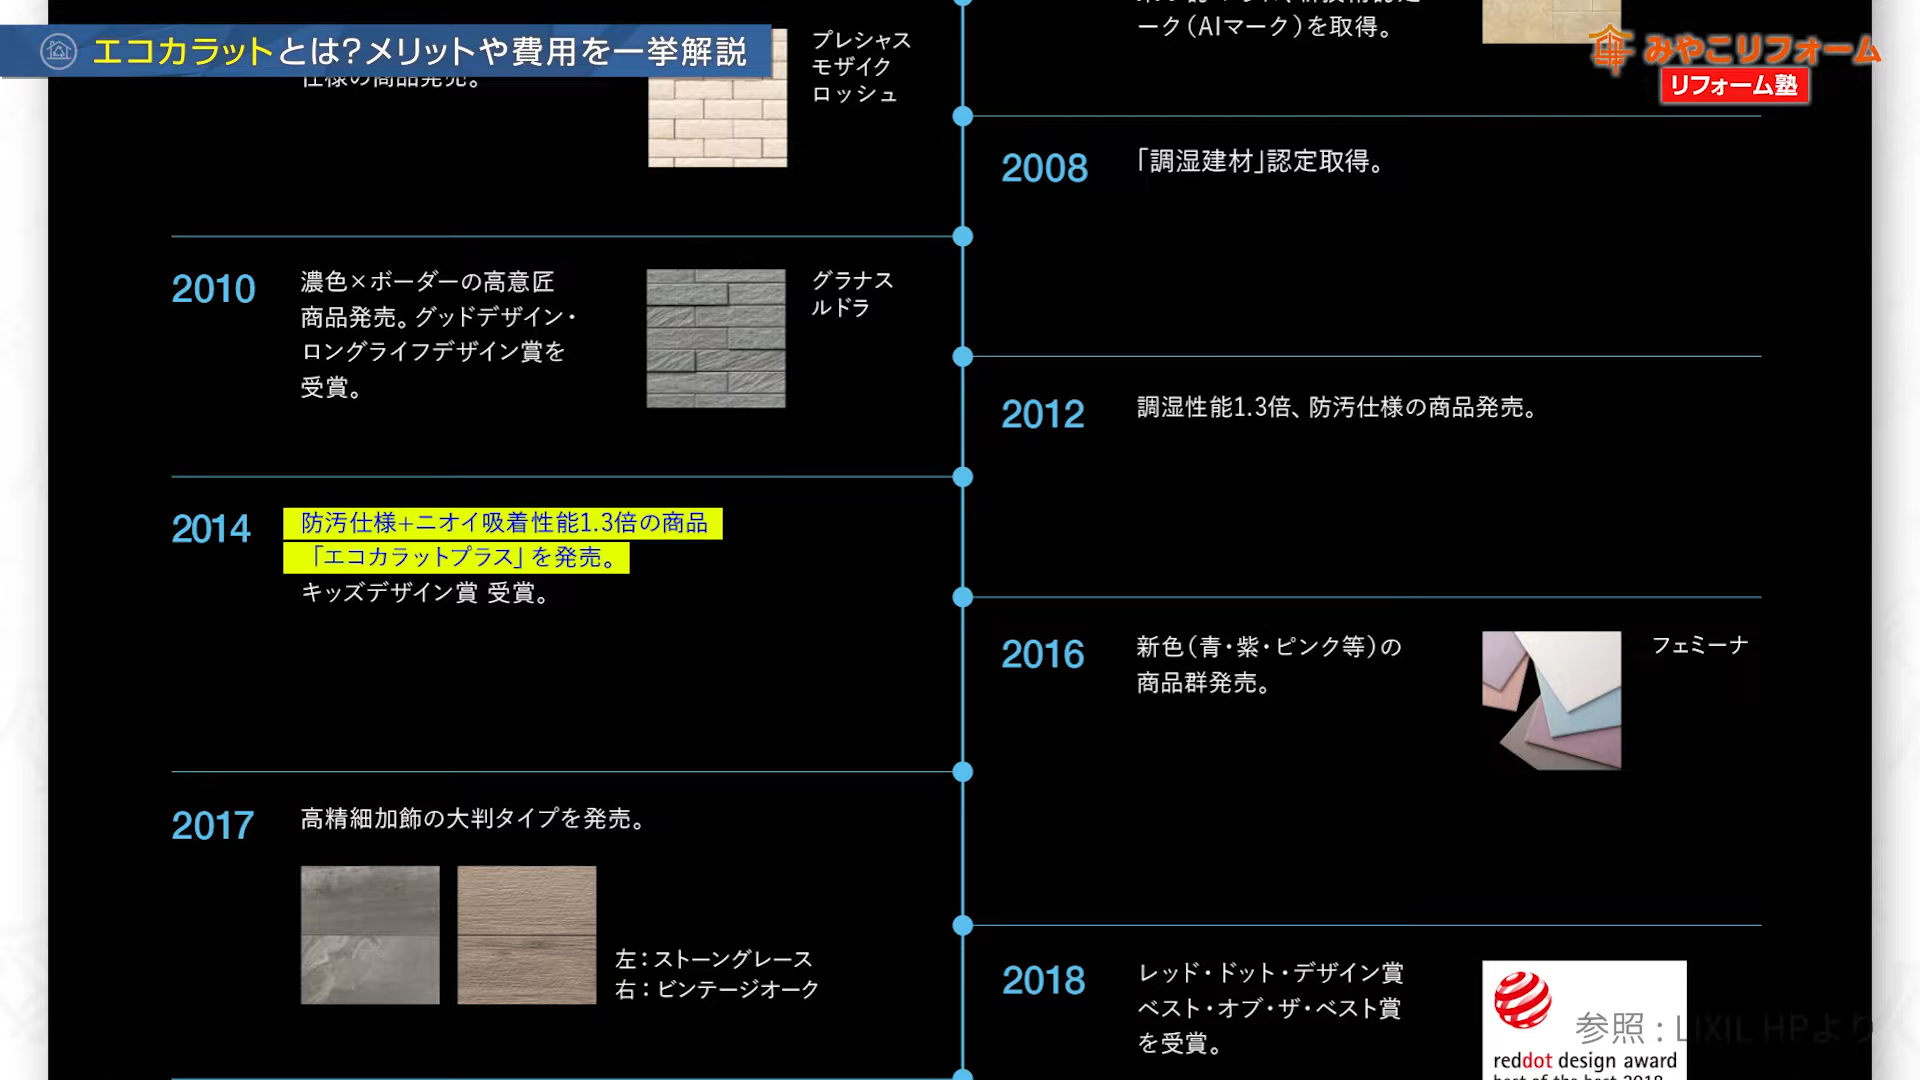 エコカラットとは?メリットや費用を一挙解説
みやこリフォーム
リフォーム塾
仕様の商品発売。
プレシャス
モザイク
ロッシュ
ーク(AIマーク)を取得。
2008
「調湿建材」認定取得。
2010
濃色×ボーダーの高意匠
商品発売。グッドデザイン・
ロングライフデザイン賞を
受賞。
グラナス
ルドラ
2012
調湿性能1.3倍、防汚仕様の商品発売。
2014
防汚仕様+ニオイ吸着性能1.3倍の商品
「エコカラットプラス」を発売。
キッズデザイン賞 受賞。
2016
新色(青・紫・ピンク等)の
商品群発売。
フェミーナ
2017
高精細加飾の大判タイプを発売。
左:ストーングレース
右:ビンテージオーク
2018
レッド・ドット・デザイン賞
ベスト・オブ・ザ・ベスト賞
を受賞。
reddot design award
best of the best 2018
参照:LIXIL HPより